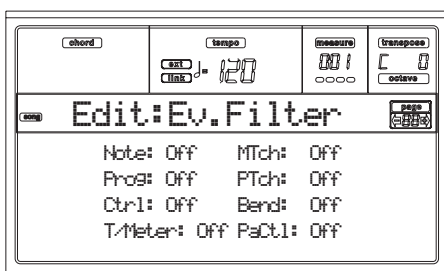 chord tempo measure transpose
ext link ♩= 120 001 C 0
octave
song Edit:Ev.Filter page
Note: Off MTch: Off
Prog: Off PTch: Off
Ctrl: Off Bend: Off
T/Meter: Off PaCtl: Off